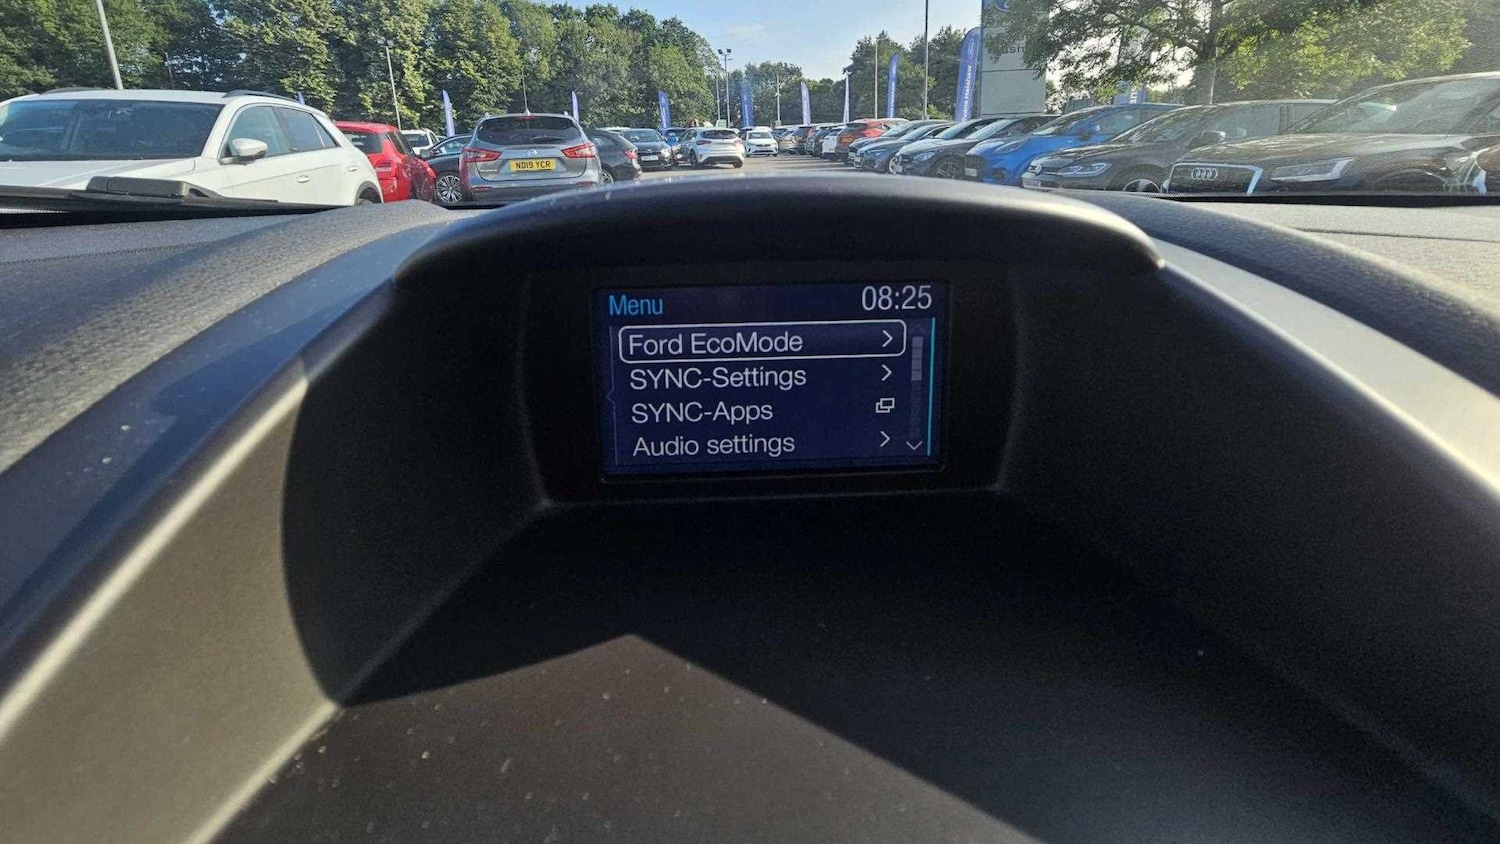 ND19 YCR
Menu 08:25
Ford EcoMode
SYNC-Settings
SYNC-Apps
Audio settings